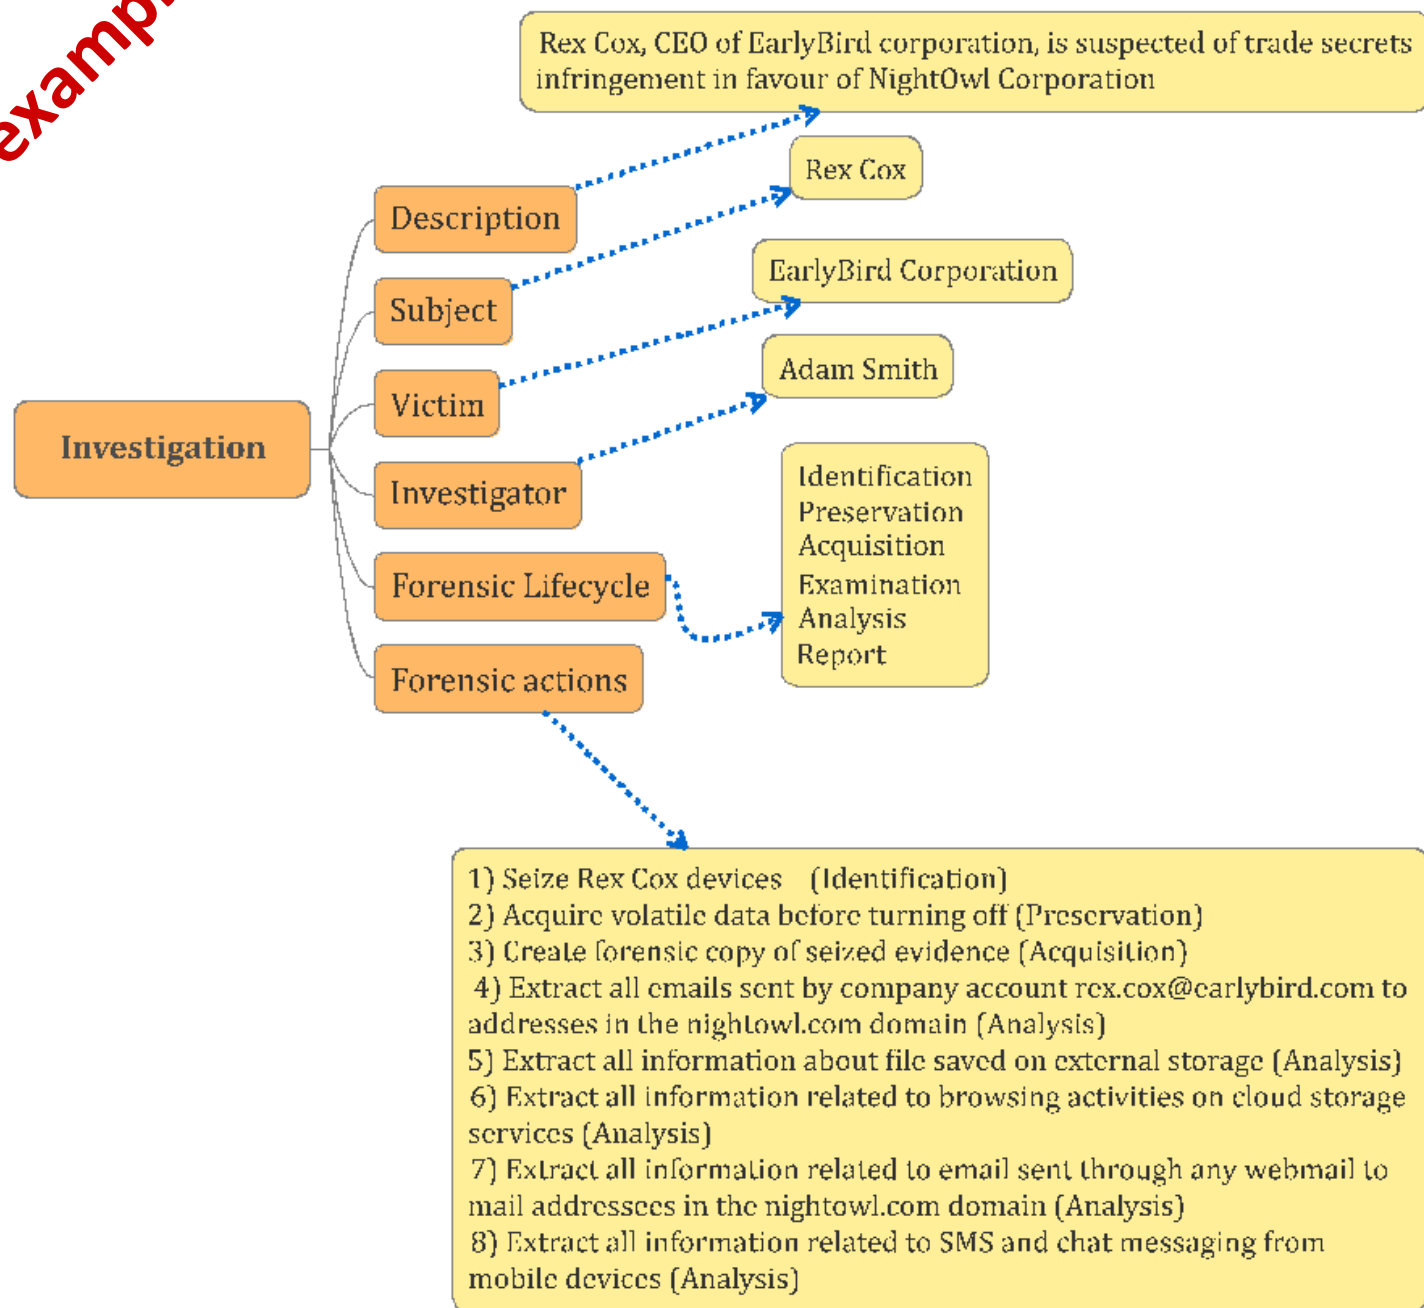 Rex Cox, CEO of EarlyBird corporation, is suspected of trade secrets
infringement in favour of NightOwl Corporation
Rex Cox
Description
EarlyBird Corporation
Subject
Adam Smith
Victim
Investigation
Investigator
Identification
Preservation
Acquisition
Examination
Analysis
Report
Forensic Lifecycle
Forensic actions
1) Seize Rex Cox devices (Identification)
2) Acquire volatile data before turning off (Preservation)
3) Create forensic copy of seized evidence (Acquisition)
4) Extract all emails sent by company account rex.cox@earlybird.com to
addresses in the nightowl.com domain (Analysis)
5) Extract all information about file saved on external storage (Analysis)
6) Extract all information related to browsing activities on cloud storage
services (Analysis)
7) Extract all information related to email sent through any webmail to
mail addressees in the nightowl.com domain (Analysis)
8) Extract all information related to SMS and chat messaging from
mobile devices (Analysis)